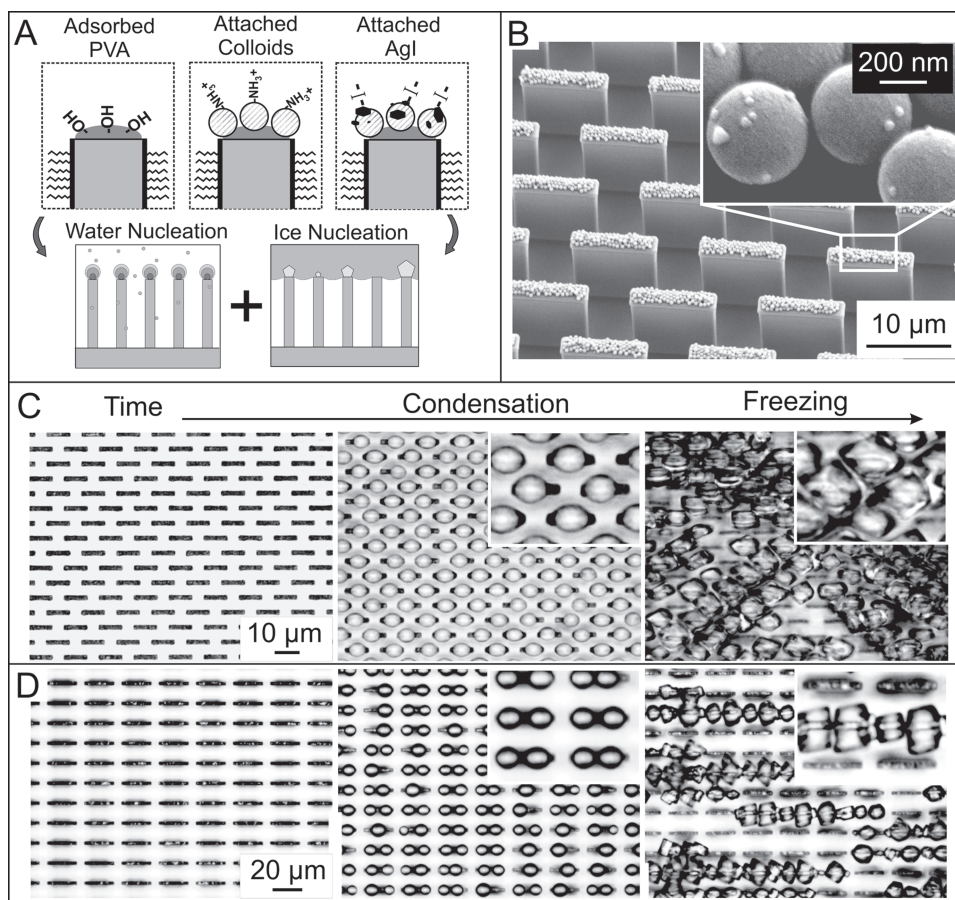 A
Adsorbed
PVA
Attached
Colloids
Attached
AgI
HO
OH
OH
+NH3+
NH3+
NH3+
Water Nucleation
Ice Nucleation
+
B
200 nm
10 µm
C
Time
Condensation
Freezing
10 µm
D
20 µm